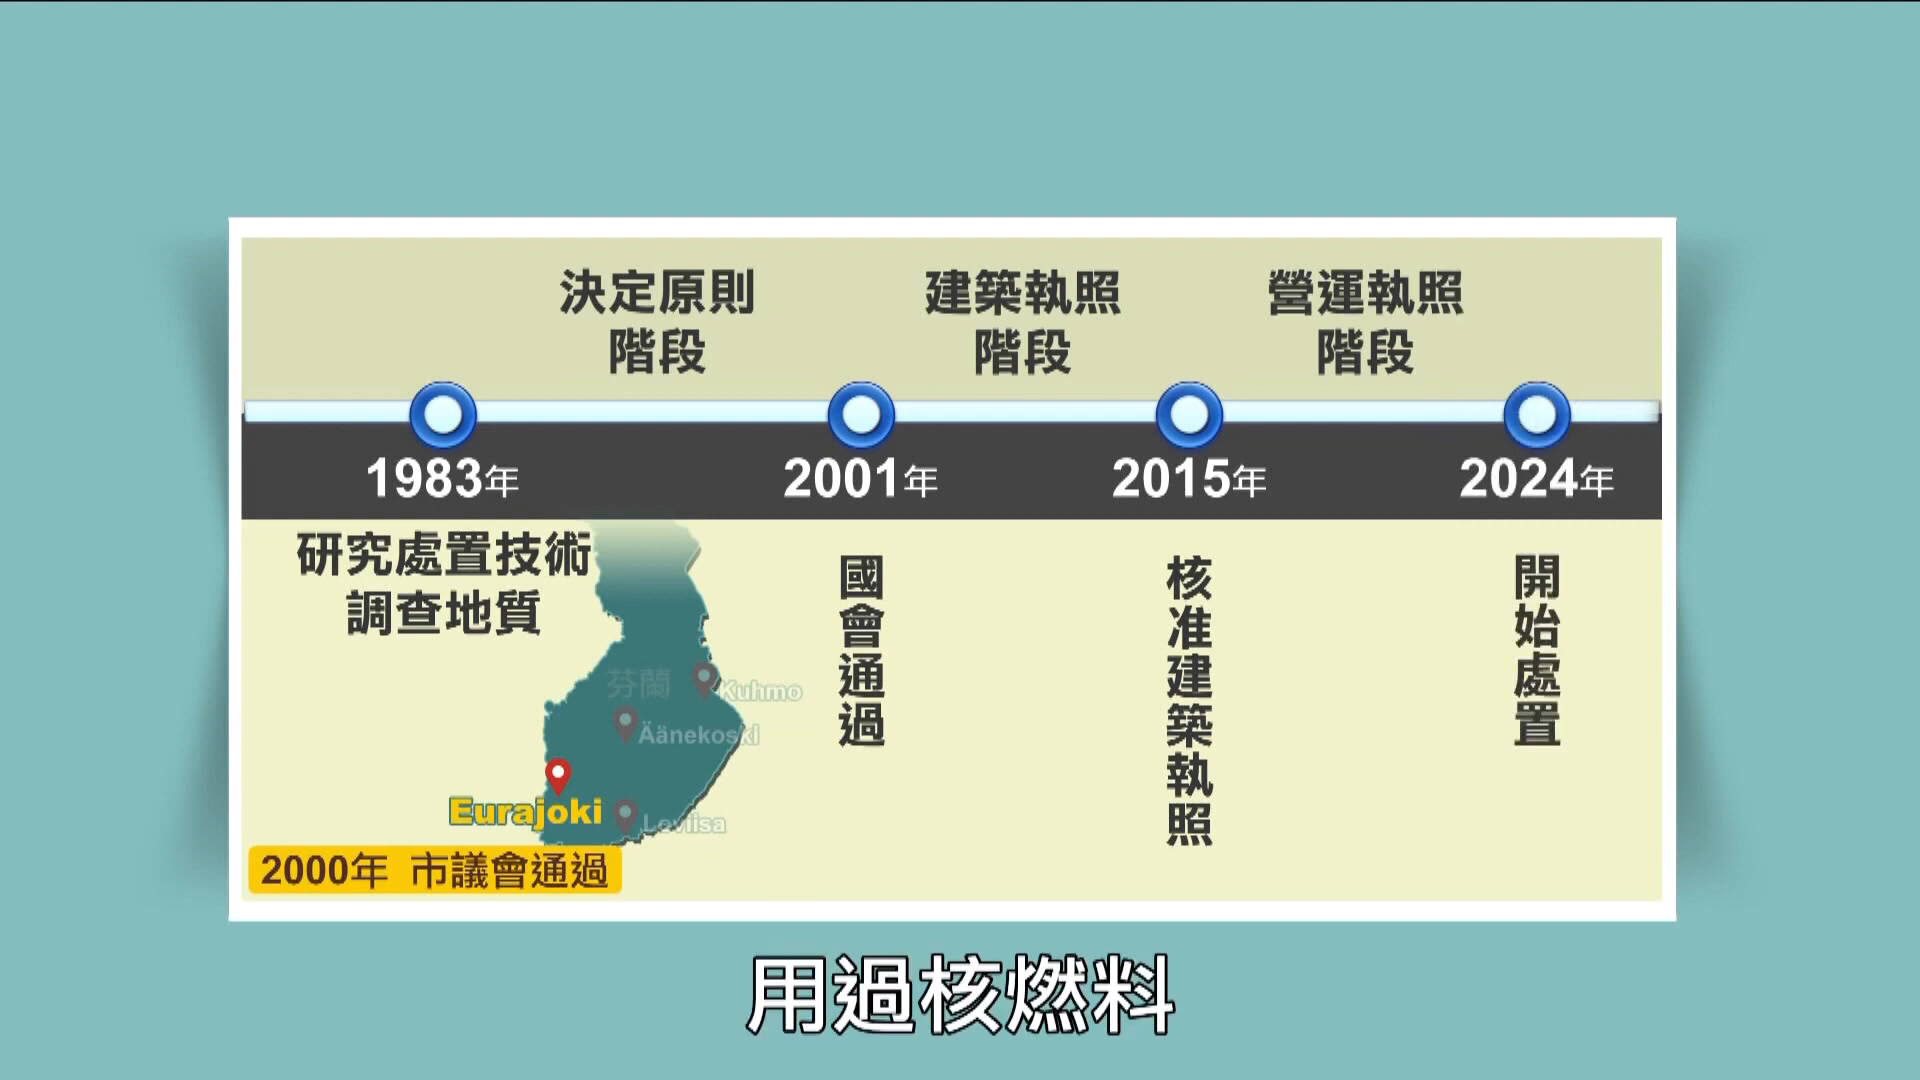 決定原則
階段
建築執照
階段
營運執照
階段
1983年
2001年
2015年
2024年
研究處置技術
調查地質
國會通過
核准建築執照
開始處置
芬蘭
Kuhmo
Äänekoski
Eurajoki
Loviisa
2000年 市議會通過
用過核燃料